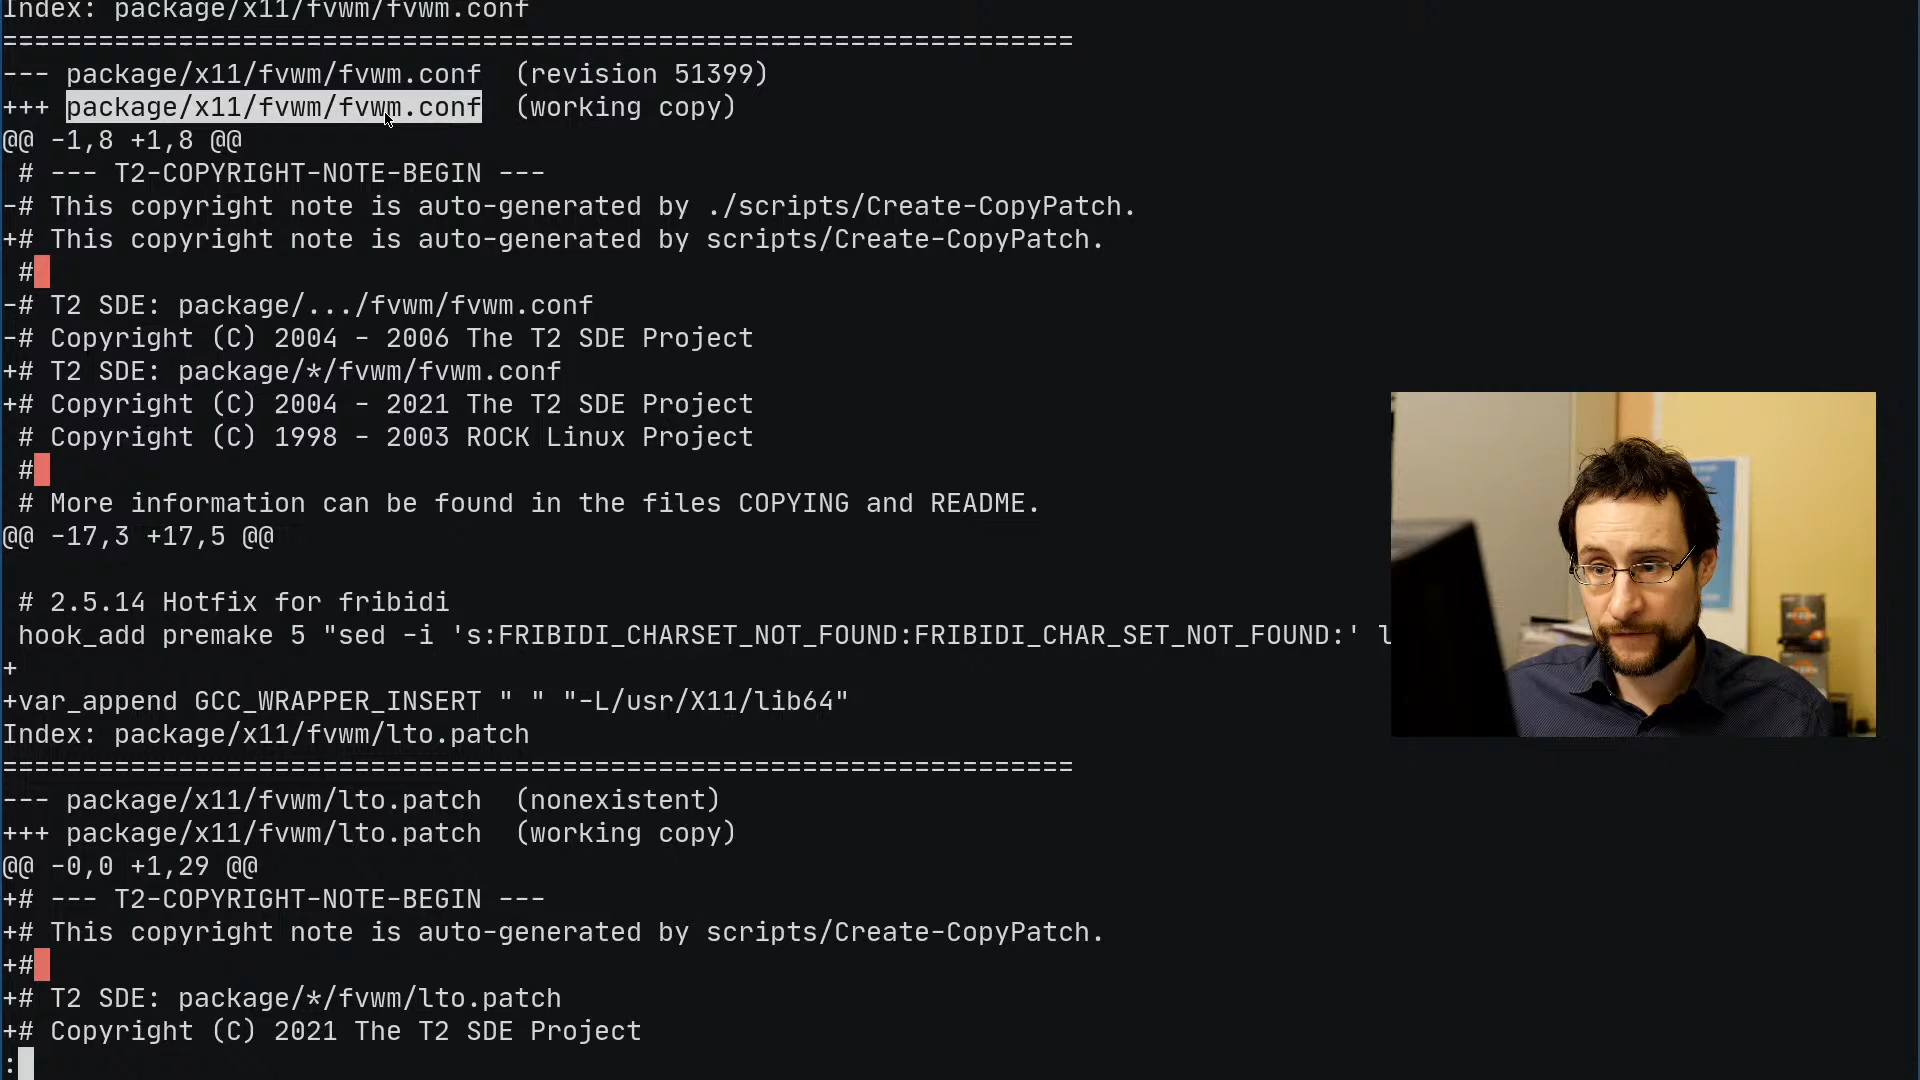 Index: package/x11/fvwm/fvwm.conf
===================================================================
--- package/x11/fvwm/fvwm.conf  (revision 51399)
+++ package/x11/fvwm/fvwm.conf  (working copy)
@@ -1,8 +1,8 @@
 # --- T2-COPYRIGHT-NOTE-BEGIN ---
-# This copyright note is auto-generated by ./scripts/Create-CopyPatch.
+# This copyright note is auto-generated by scripts/Create-CopyPatch.
 #
-# T2 SDE: package/.../fvwm/fvwm.conf
-# Copyright (C) 2004 - 2006 The T2 SDE Project
+# T2 SDE: package/*/fvwm/fvwm.conf
+# Copyright (C) 2004 - 2021 The T2 SDE Project
 # Copyright (C) 1998 - 2003 ROCK Linux Project
 #
 # More information can be found in the files COPYING and README.
@@ -17,3 +17,5 @@
 # 2.5.14 Hotfix for fribidi
 hook_add premake 5 "sed -i 's:FRIBIDI_CHARSET_NOT_FOUND:FRIBIDI_CHAR_SET_NOT_FOUND:' l
+
+var_append GCC_WRAPPER_INSERT " " "-L/usr/X11/lib64"
Index: package/x11/fvwm/lto.patch
===================================================================
--- package/x11/fvwm/lto.patch  (nonexistent)
+++ package/x11/fvwm/lto.patch  (working copy)
@@ -0,0 +1,29 @@
+# --- T2-COPYRIGHT-NOTE-BEGIN ---
+# This copyright note is auto-generated by scripts/Create-CopyPatch.
+#
+# T2 SDE: package/*/fvwm/lto.patch
+# Copyright (C) 2021 The T2 SDE Project
: